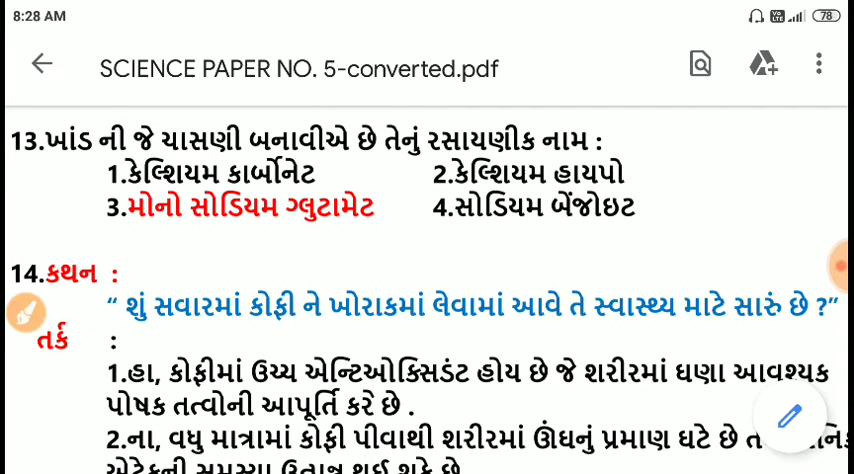 8:28 AM
78
SCIENCE PAPER NO. 5-converted.pdf
13.ખાંડ ની જે ચાસણી બનાવીએ છે તેનું રસાયણીક નામ :
1.કેલ્શિયમ કાર્બોનેટ 2.કેલ્શિયમ હાયપો
3.મોનો સોડિયમ ગ્લુટામેટ 4.સોડિયમ બેંજોઇટ
14.કથન :
“ શું સવારમાં કોફી ને ખોરાકમાં લેવામાં આવે તે સ્વાસ્થ્ય માટે સારું છે ?”
તર્ક :
1.હા, કોફીમાં ઉચ્ચ એન્ટિઓક્સિડંટ હોય છે જે શરીરમાં ઘણા આવશ્યક
પોષક તત્વોની આપૂર્તિ કરે છે .
2.ના, વધુ માત્રામાં કોફી પીવાથી શરીરમાં ઊંઘનું પ્રમાણ ઘટે છે